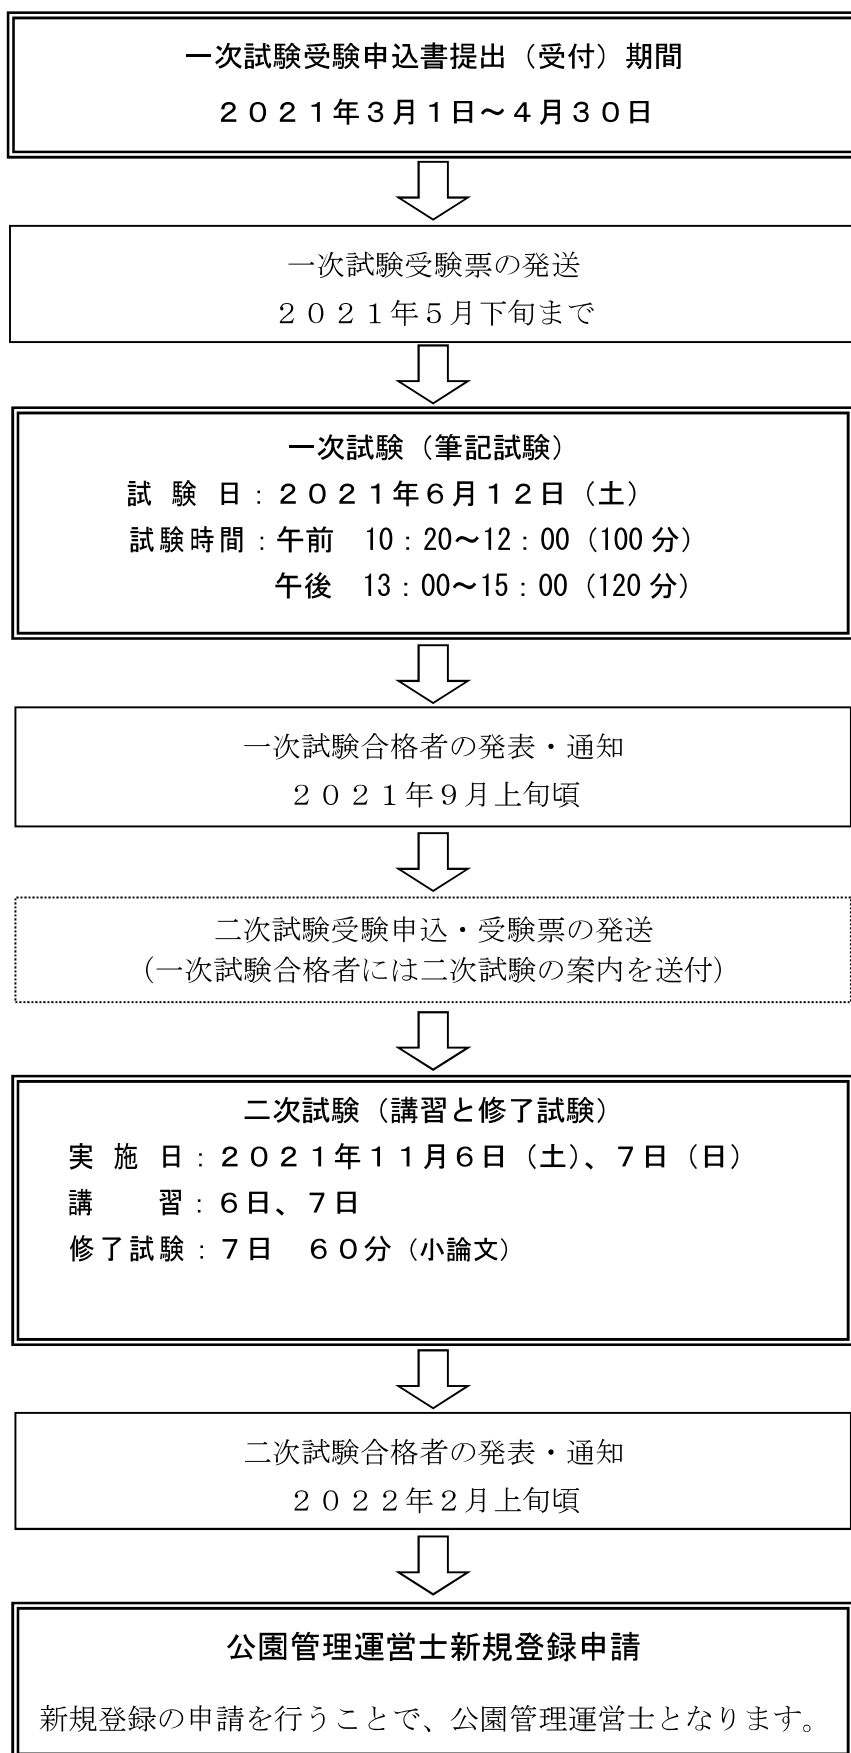 一次試験受験申込書提出（受付）期間
２０２１年３月１日～４月３０日
一次試験受験票の発送
２０２１年５月下旬まで
一次試験（筆記試験）
試 験 日：２０２１年６月１２日（土）
試験時間：午前　10：20～12：00（100 分）
午後　13：00～15：00（120 分）
一次試験合格者の発表・通知
２０２１年９月上旬頃
二次試験受験申込・受験票の発送
（一次試験合格者には二次試験の案内を送付）
二次試験（講習と修了試験）
実 施 日：２０２１年１１月６日（土）、７日（日）
講　　習：６日、７日
修了試験：７日　６０分（小論文）
二次試験合格者の発表・通知
２０２２年２月上旬頃
公園管理運営士新規登録申請
新規登録の申請を行うことで、公園管理運営士となります。